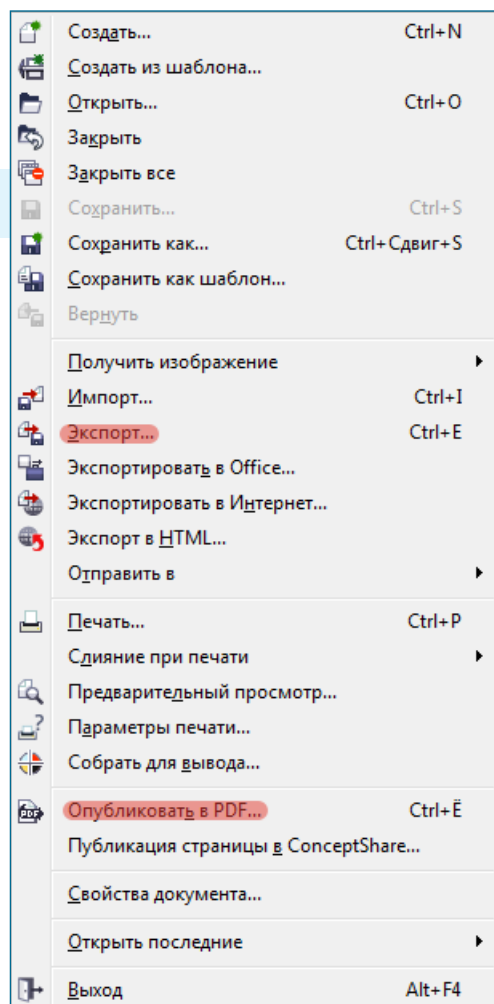 Создать... Ctrl+N
Создать из шаблона...
Открыть... Ctrl+O
Закрыть
Закрыть все
Сохранить... Ctrl+S
Сохранить как... Ctrl+Сдвиг+S
Сохранить как шаблон...
Вернуть
Получить изображение
Импорт... Ctrl+I
Экспорт... Ctrl+E
Экспортировать в Office...
Экспортировать в Интернет...
Экспорт в HTML...
Отправить в
Печать... Ctrl+P
Слияние при печати
Предварительный просмотр...
Параметры печати...
Собрать для вывода...
PDF Опубликовать в PDF... Ctrl+Ё
Публикация страницы в ConceptShare...
Свойства документа...
Открыть последние
Выход Alt+F4